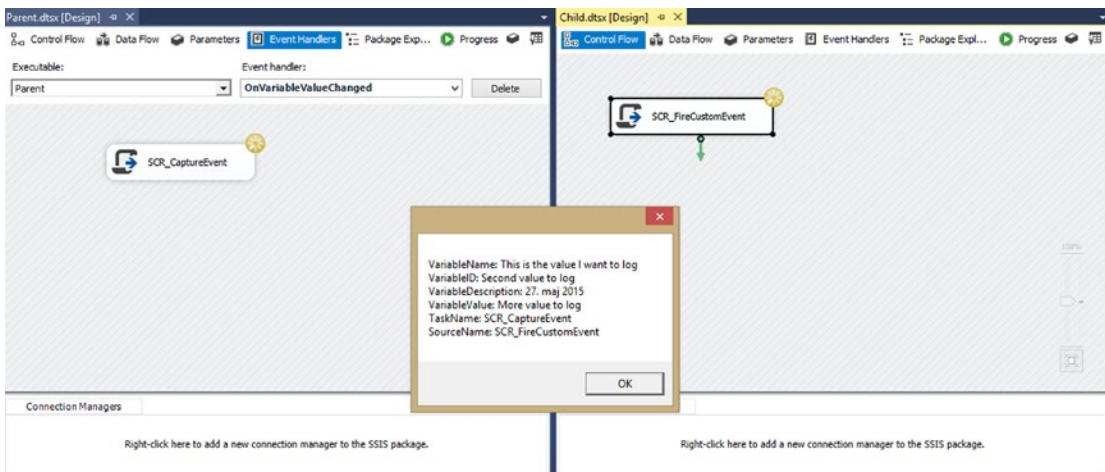 Parent.dtsx [Design]
Control Flow Data Flow Parameters Event Handlers Package Exp... Progress
Executable: Event handler:
Parent OnVariableValueChanged Delete
SCR_CaptureEvent
Connection Managers
Right-click here to add a new connection manager to the SSIS package.
Child.dtsx [Design]
Control Flow Data Flow Parameters Event Handlers Package Expl... Progress
SCR_FireCustomEvent
100%
Right-click here to add a new connection manager to the SSIS package.
VariableName: This is the value I want to log
VariableID: Second value to log
VariableDescription: 27. maj 2015
VariableValue: More value to log
TaskName: SCR_CaptureEvent
SourceName: SCR_FireCustomEvent
OK